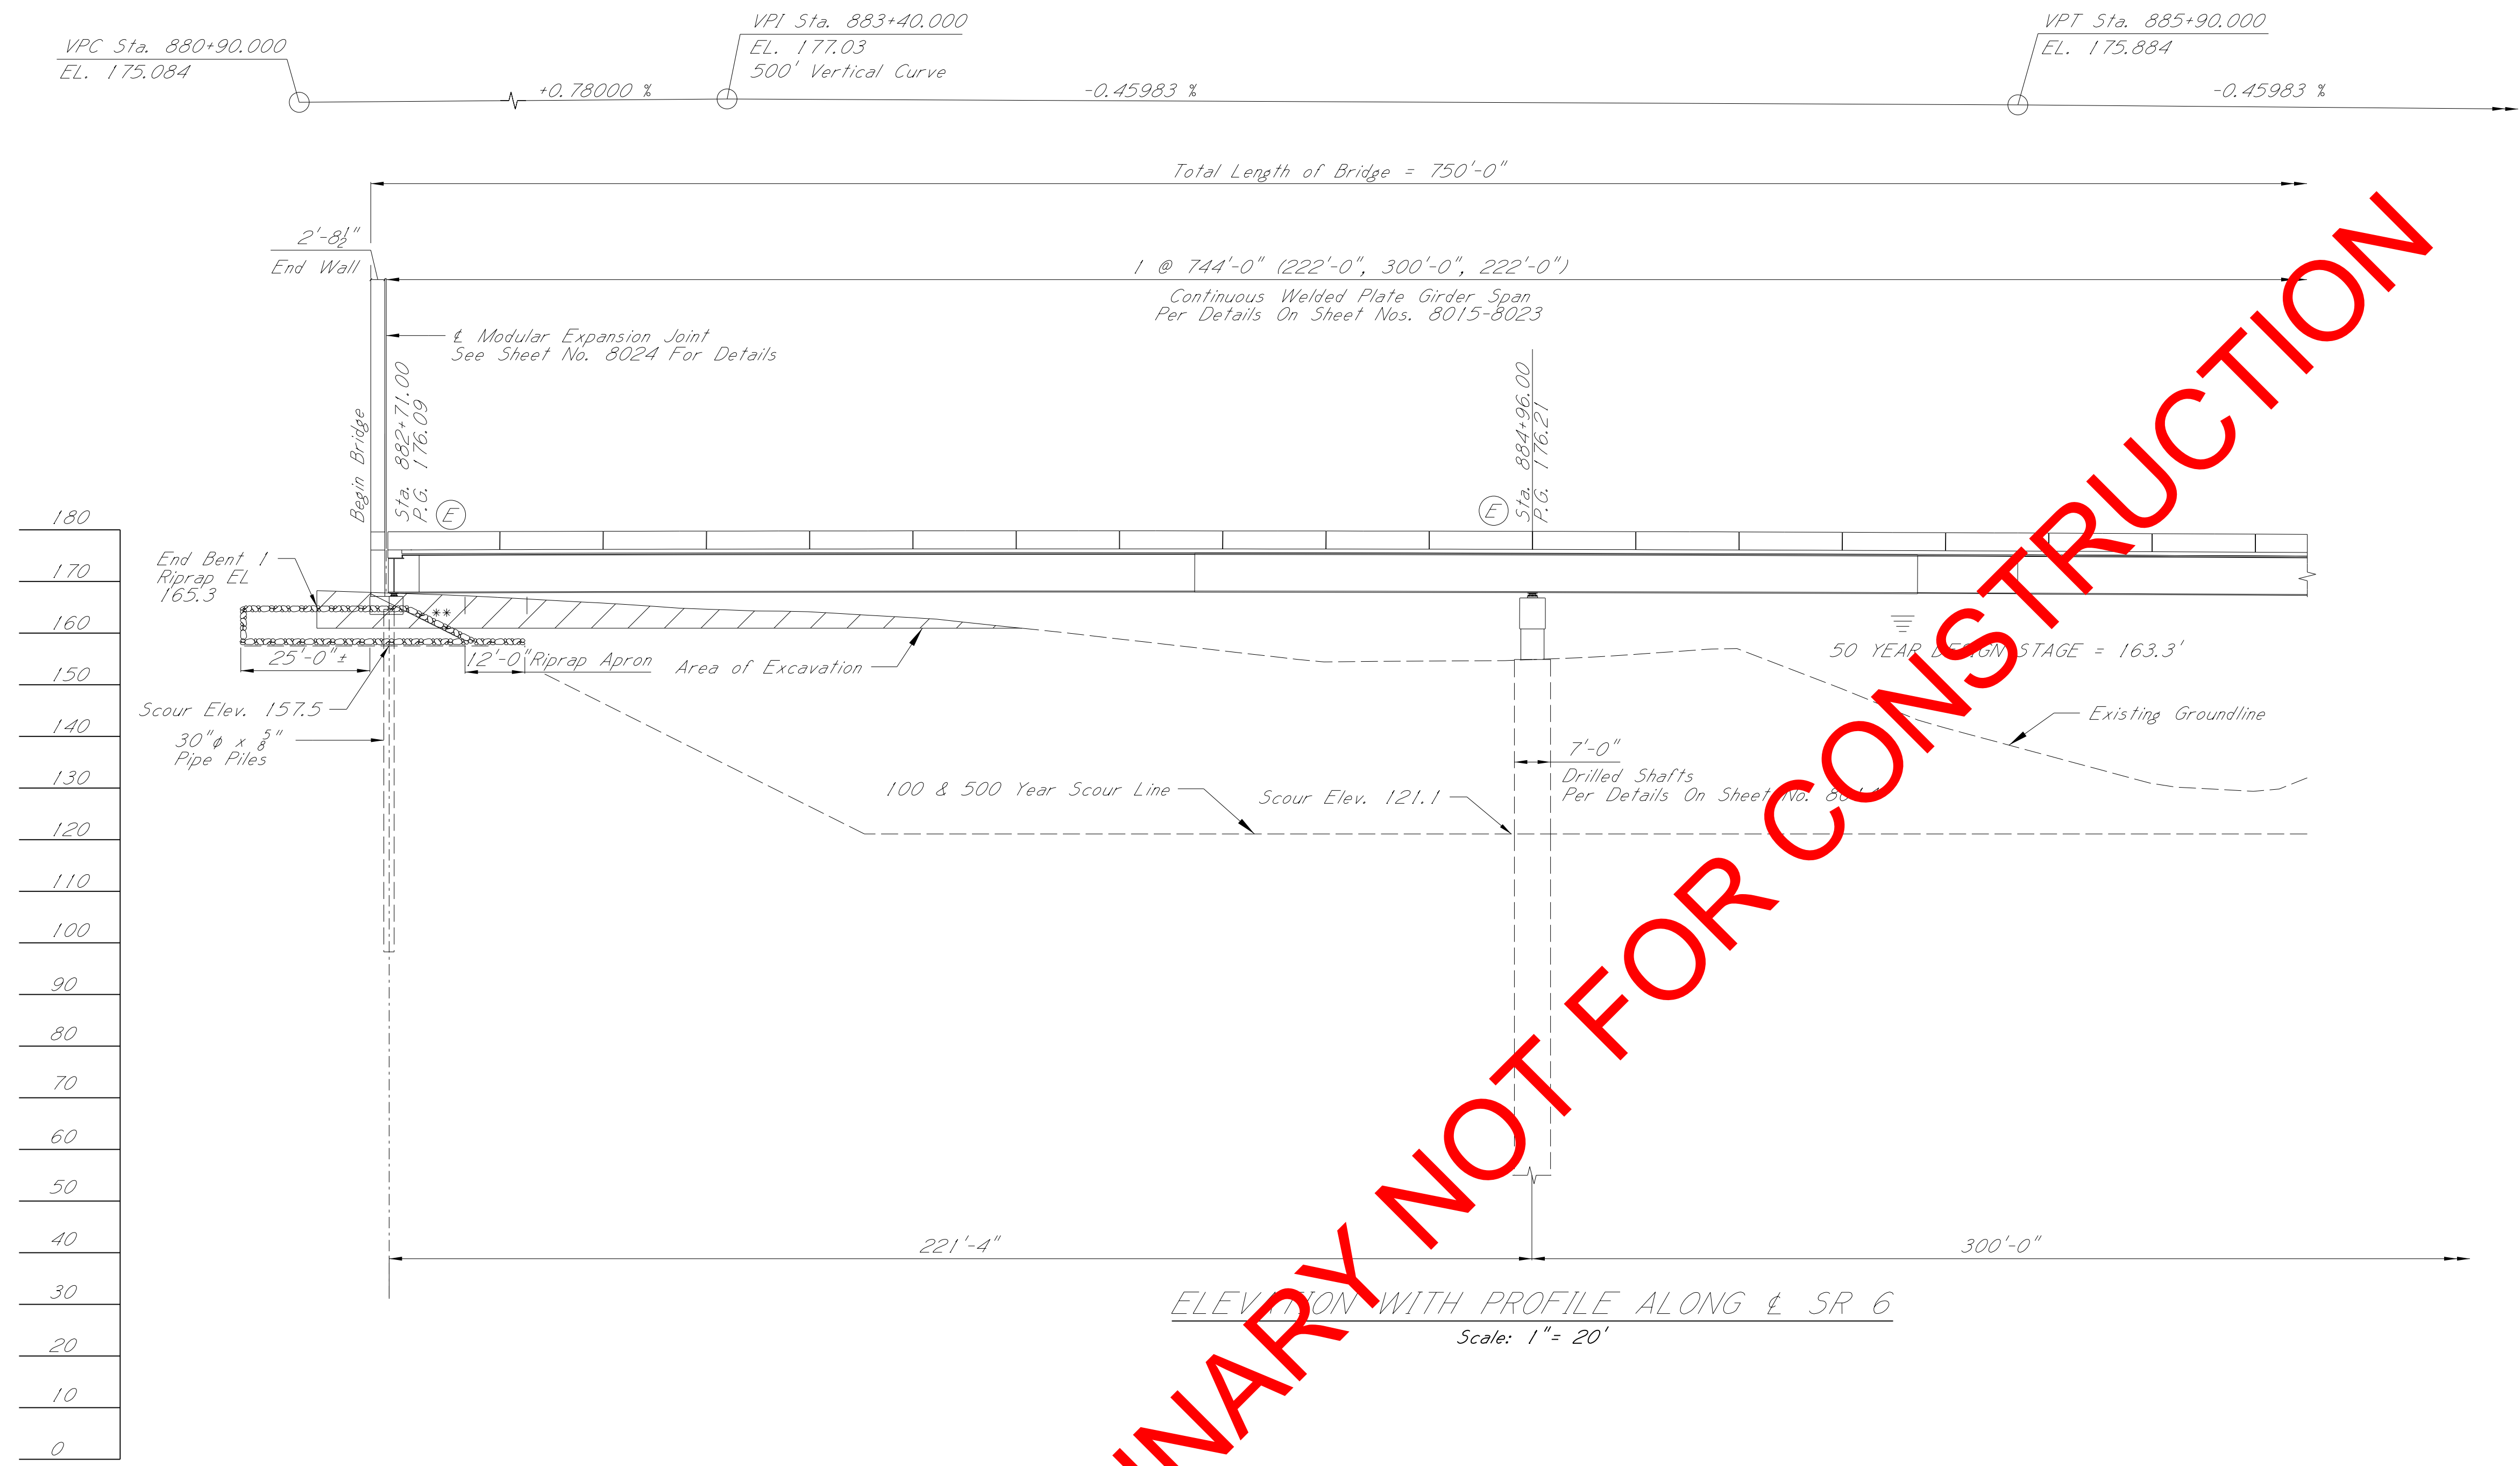 VPC Sta. 880+90.000
EL. 175.084
VPI Sta. 883+40.000
EL. 177.03
500' Vertical Curve
VPT Sta. 885+90.000
EL. 175.884
+0.78000 %
-0.45983 %
-0.45983 %
Total Length of Bridge = 750'-0"
2'-8½"
End Wall
1 @ 744'-0" (222'-0", 300'-0", 222'-0")
Continuous Welded Plate Girder Span
Per Details On Sheet Nos. 8015-8023
℄ Modular Expansion Joint
See Sheet No. 8024 For Details
Begin Bridge
Sta. 882+71.00
P.G. 176.09
E
E
Sta. 884+96.00
P.G. 176.21
End Bent 1
Riprap EL
165.3
**
25'-0"±
12'-0"Riprap Apron
Area of Excavation
50 YEAR DESIGN STAGE = 163.3'
Scour Elev. 157.5
30"φ x ⅝"
Pipe Piles
Existing Groundline
7'-0"
Drilled Shafts
Per Details On Sheet No.
100 & 500 Year Scour Line
Scour Elev. 121.1
180
170
160
150
140
130
120
110
100
90
80
70
60
50
40
30
20
10
0
221'-4"
300'-0"
ELEVATION WITH PROFILE ALONG ℄ SR 6
Scale: 1"= 20'
NARY NOT FOR CONSTRUCTION